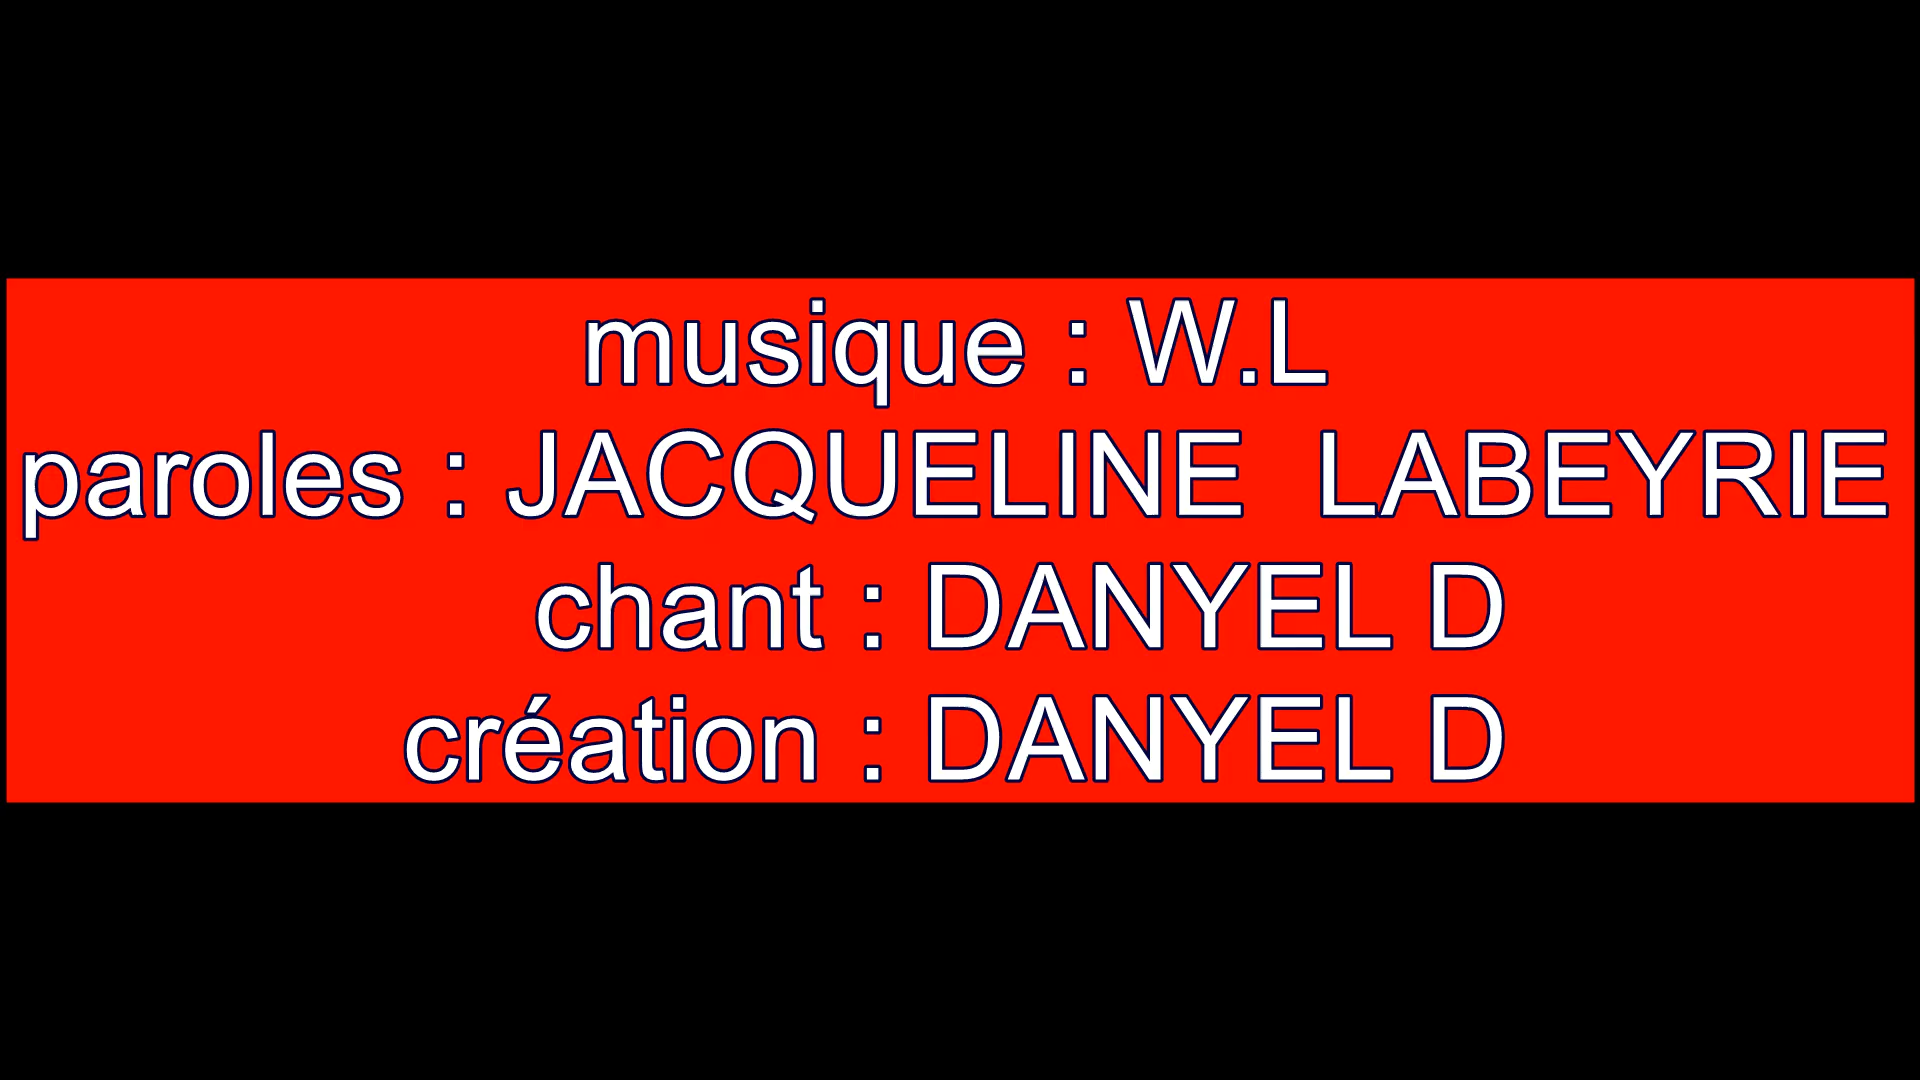 musique : W.L
paroles : JACQUELINE LABEYRIE
chant : DANYEL D
création : DANYEL D